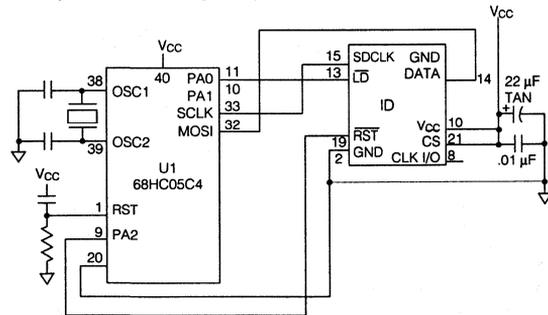 VCC
VCC
40
38
OSC1
39
OSC2
PA0
11
PA1
10
SCLK
33
MOSI
32
U1
68HC05C4
VCC
1
RST
9
PA2
20
15
SDCLK
13
LD
GND
DATA
14
ID
RST
19
GND
2
VCC
10
CS
21
CLK I/O
8
22 µF
TAN
+
.01 µF